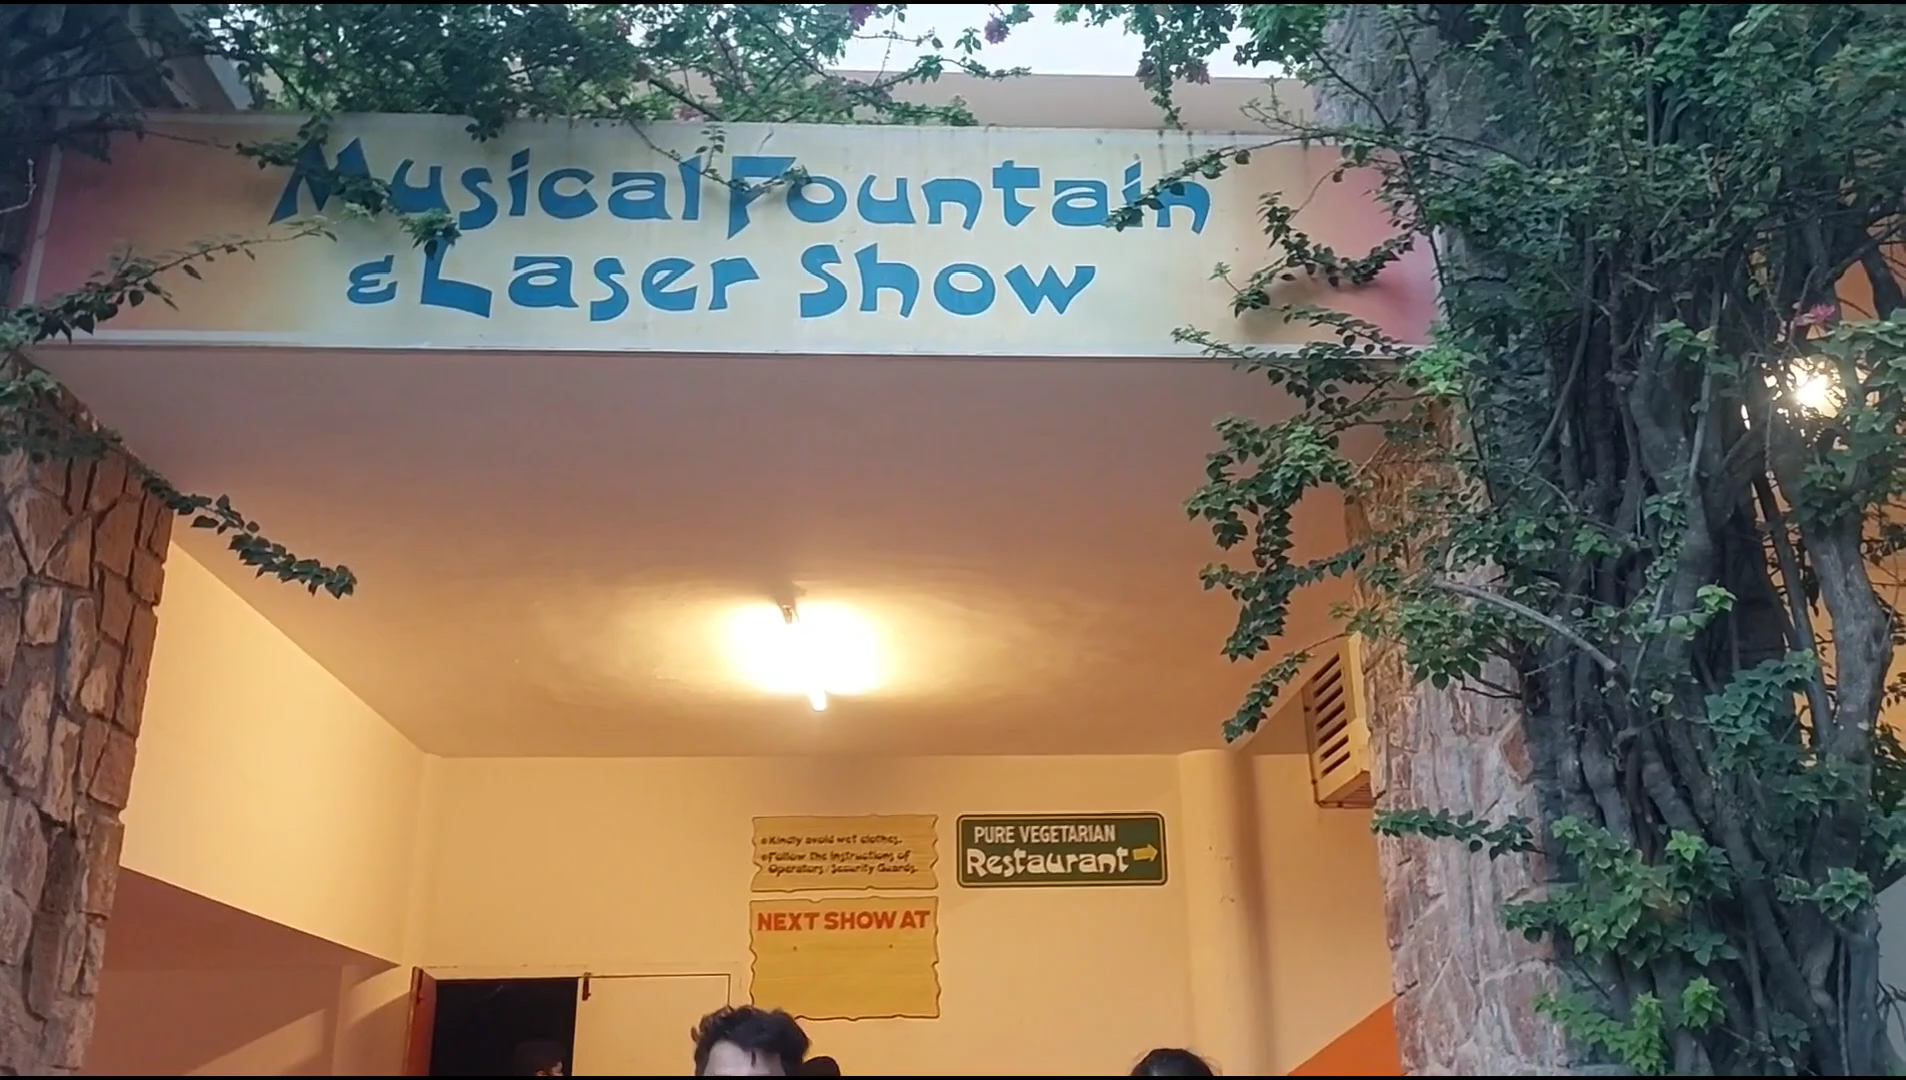 Musical Fountain
& Laser Show
Kindly avoid wet clothes.
Follow the instructions of
Operators/Security Guards.
PURE VEGETARIAN
Restaurant
NEXT SHOW AT